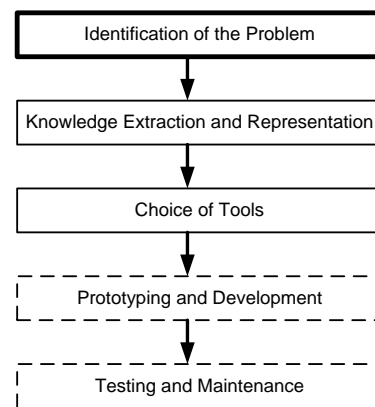 Identification of the Problem
Knowledge Extraction and Representation
Choice of Tools
Prototyping and Development
Testing and Maintenance